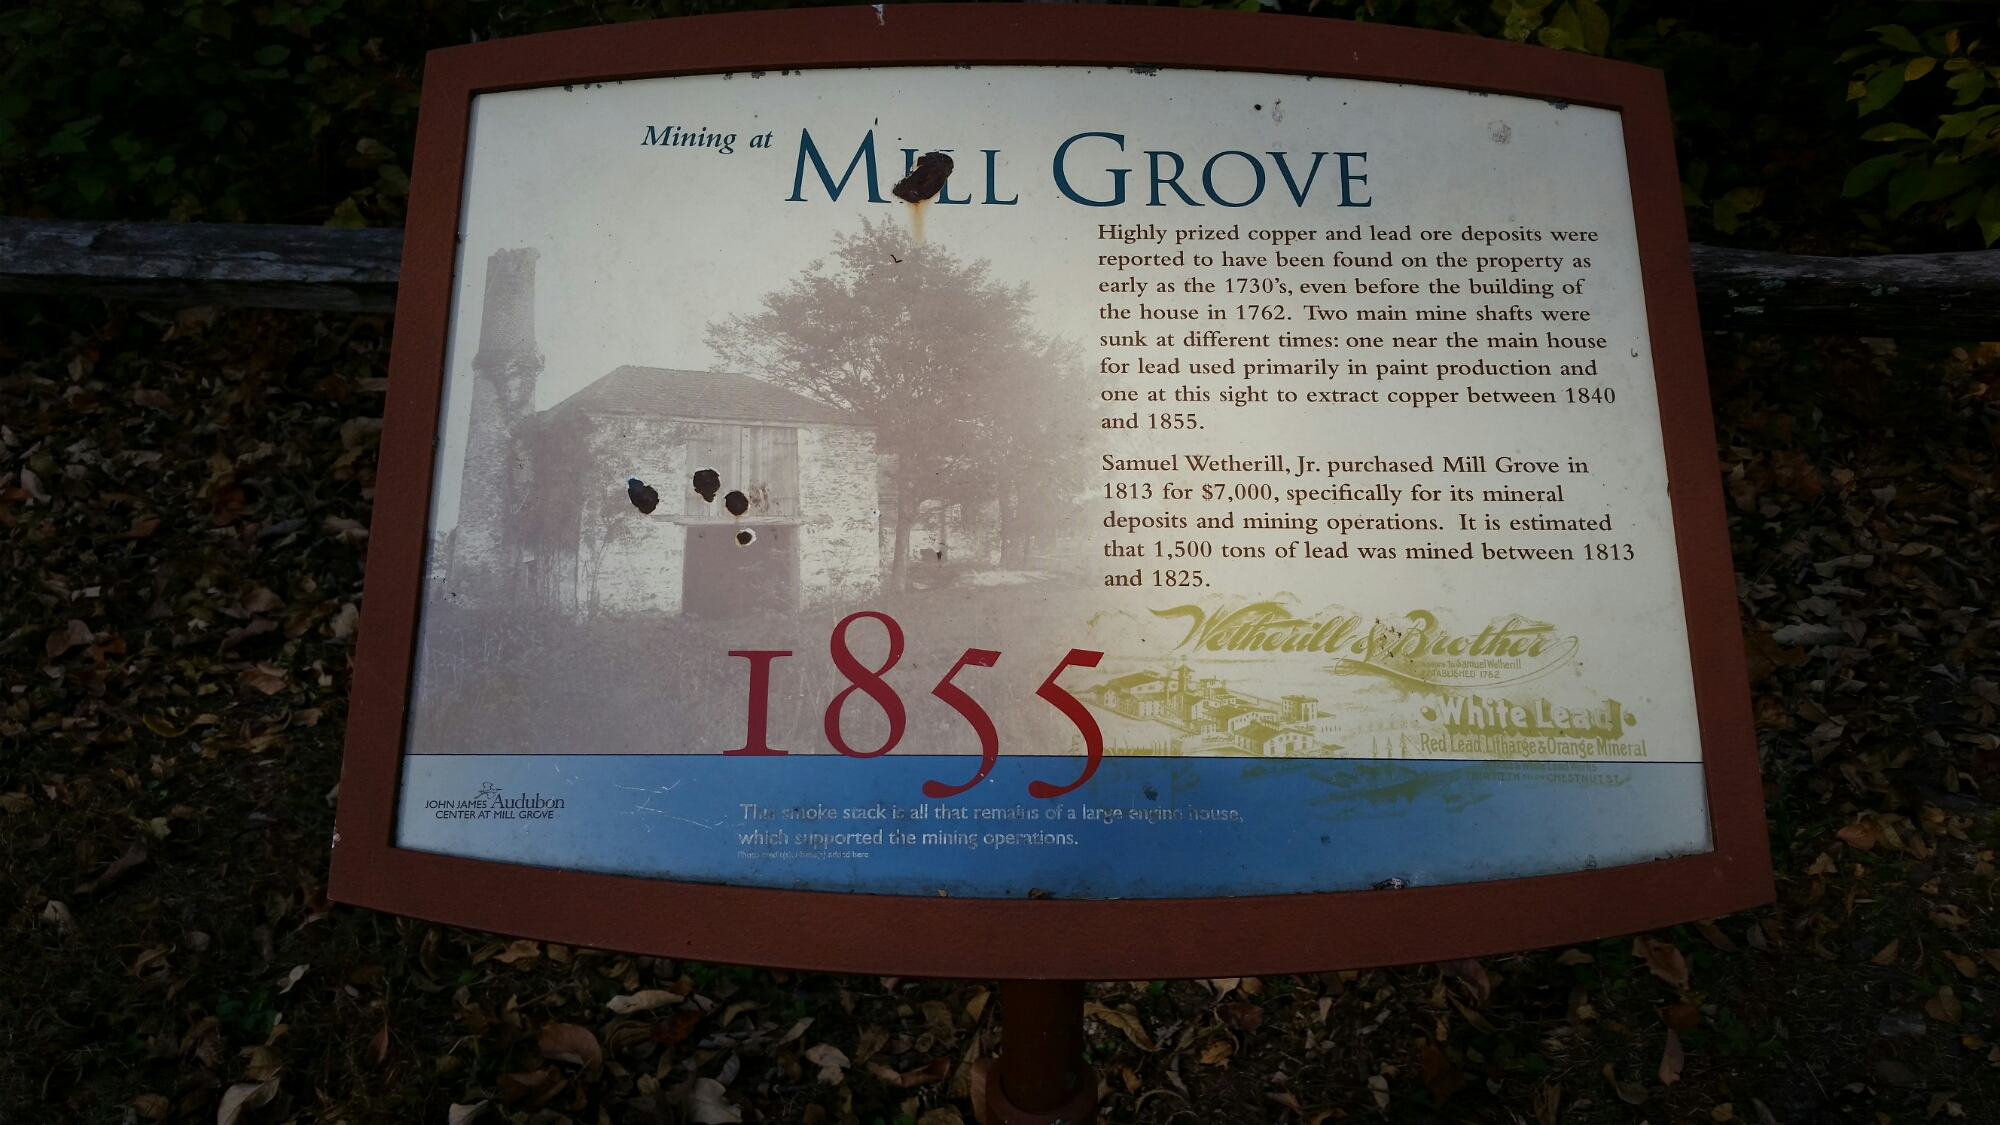 Mining at MILL GROVE
Highly prized copper and lead ore deposits were
reported to have been found on the property as
early as the 1730's, even before the building of
the house in 1762. Two main mine shafts were
sunk at different times: one near the main house
for lead used primarily in paint production and
one at this sight to extract copper between 1840
and 1855.
Samuel Wetherill, Jr. purchased Mill Grove in
1813 for $7,000, specifically for its mineral
deposits and mining operations. It is estimated
that 1,500 tons of lead was mined between 1813
and 1825.
1855
Wetherill & Brother
to Samuel Wetherill
ESTABLISHED 1762
White Lead
Red Lead, Litharge & Orange Mineral
CHESTNUT ST.
JOHN JAMES Audubon
CENTER AT MILL GROVE
This smoke stack is all that remains of a large engine house,
which supported the mining operations.